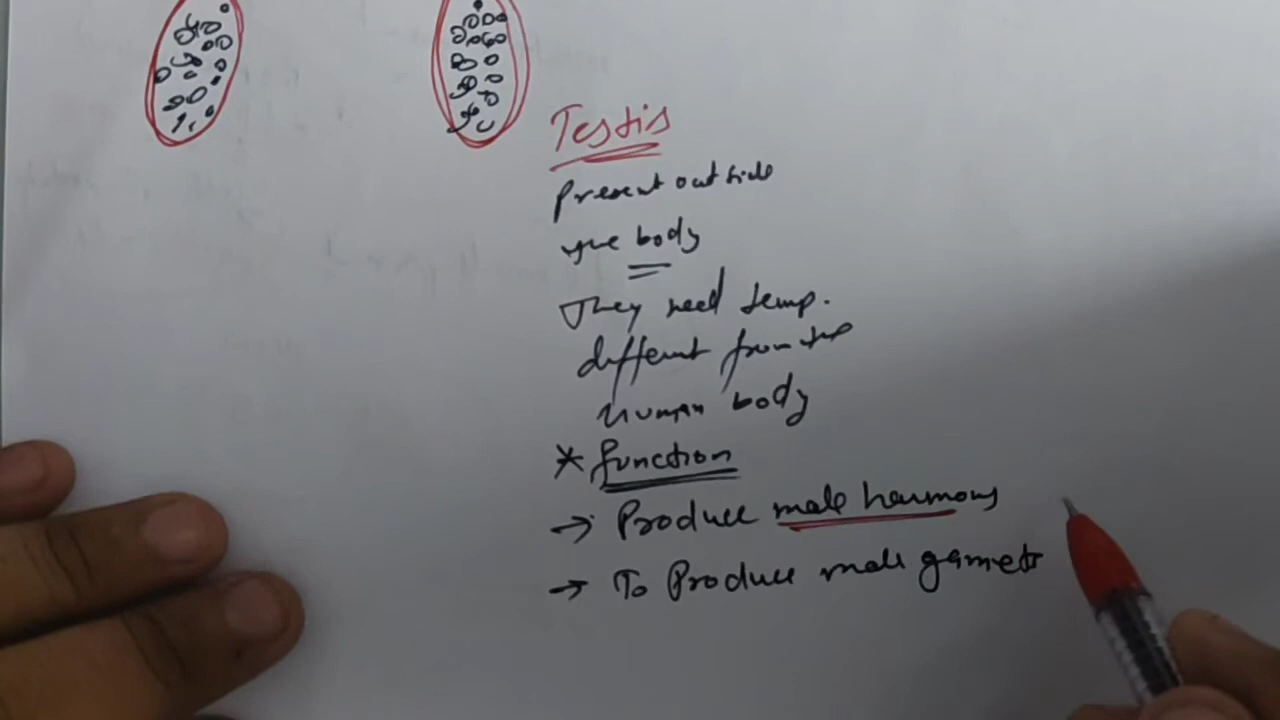 Testis
Present outside
the body
They need temp.
different from the
human body
* function
→ Produce male harmons
→ To Produce male gamets